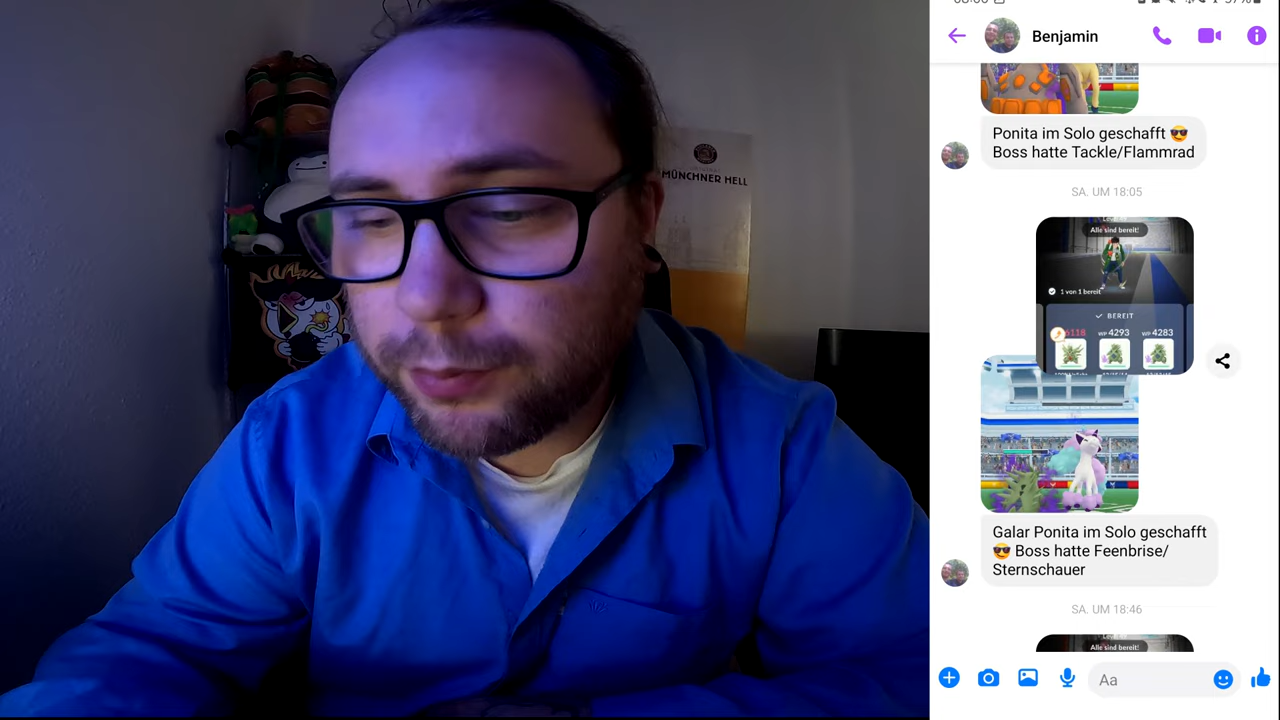 MÜNCHNER HELL
Benjamin
Ponita im Solo geschafft 😎
Boss hatte Tackle/Flammrad
SA. UM 18:05
Alle sind bereit!
1 von 1 bereit
BEREIT
6118 WP 4293 WP 4283
Galar Ponita im Solo geschafft
😎 Boss hatte Feenbrise/
Sternschauer
SA. UM 18:46
Alle sind bereit!
Aa